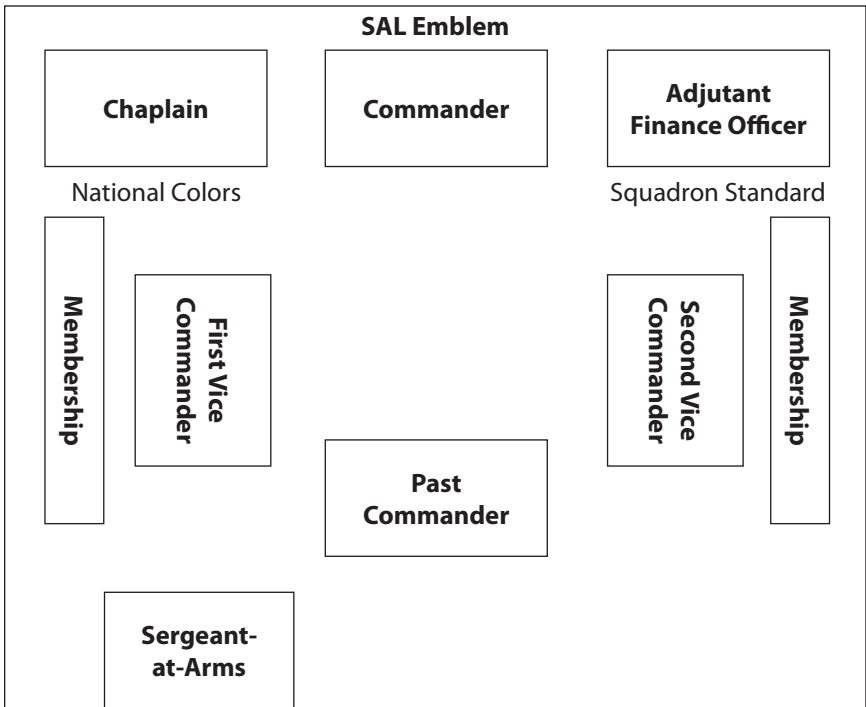 SAL Emblem
Chaplain
Commander
Adjutant
Finance Officer
National Colors
Squadron Standard
Membership
First Vice
Commander
Second Vice
Commander
Membership
Past
Commander
Sergeant-
at-Arms